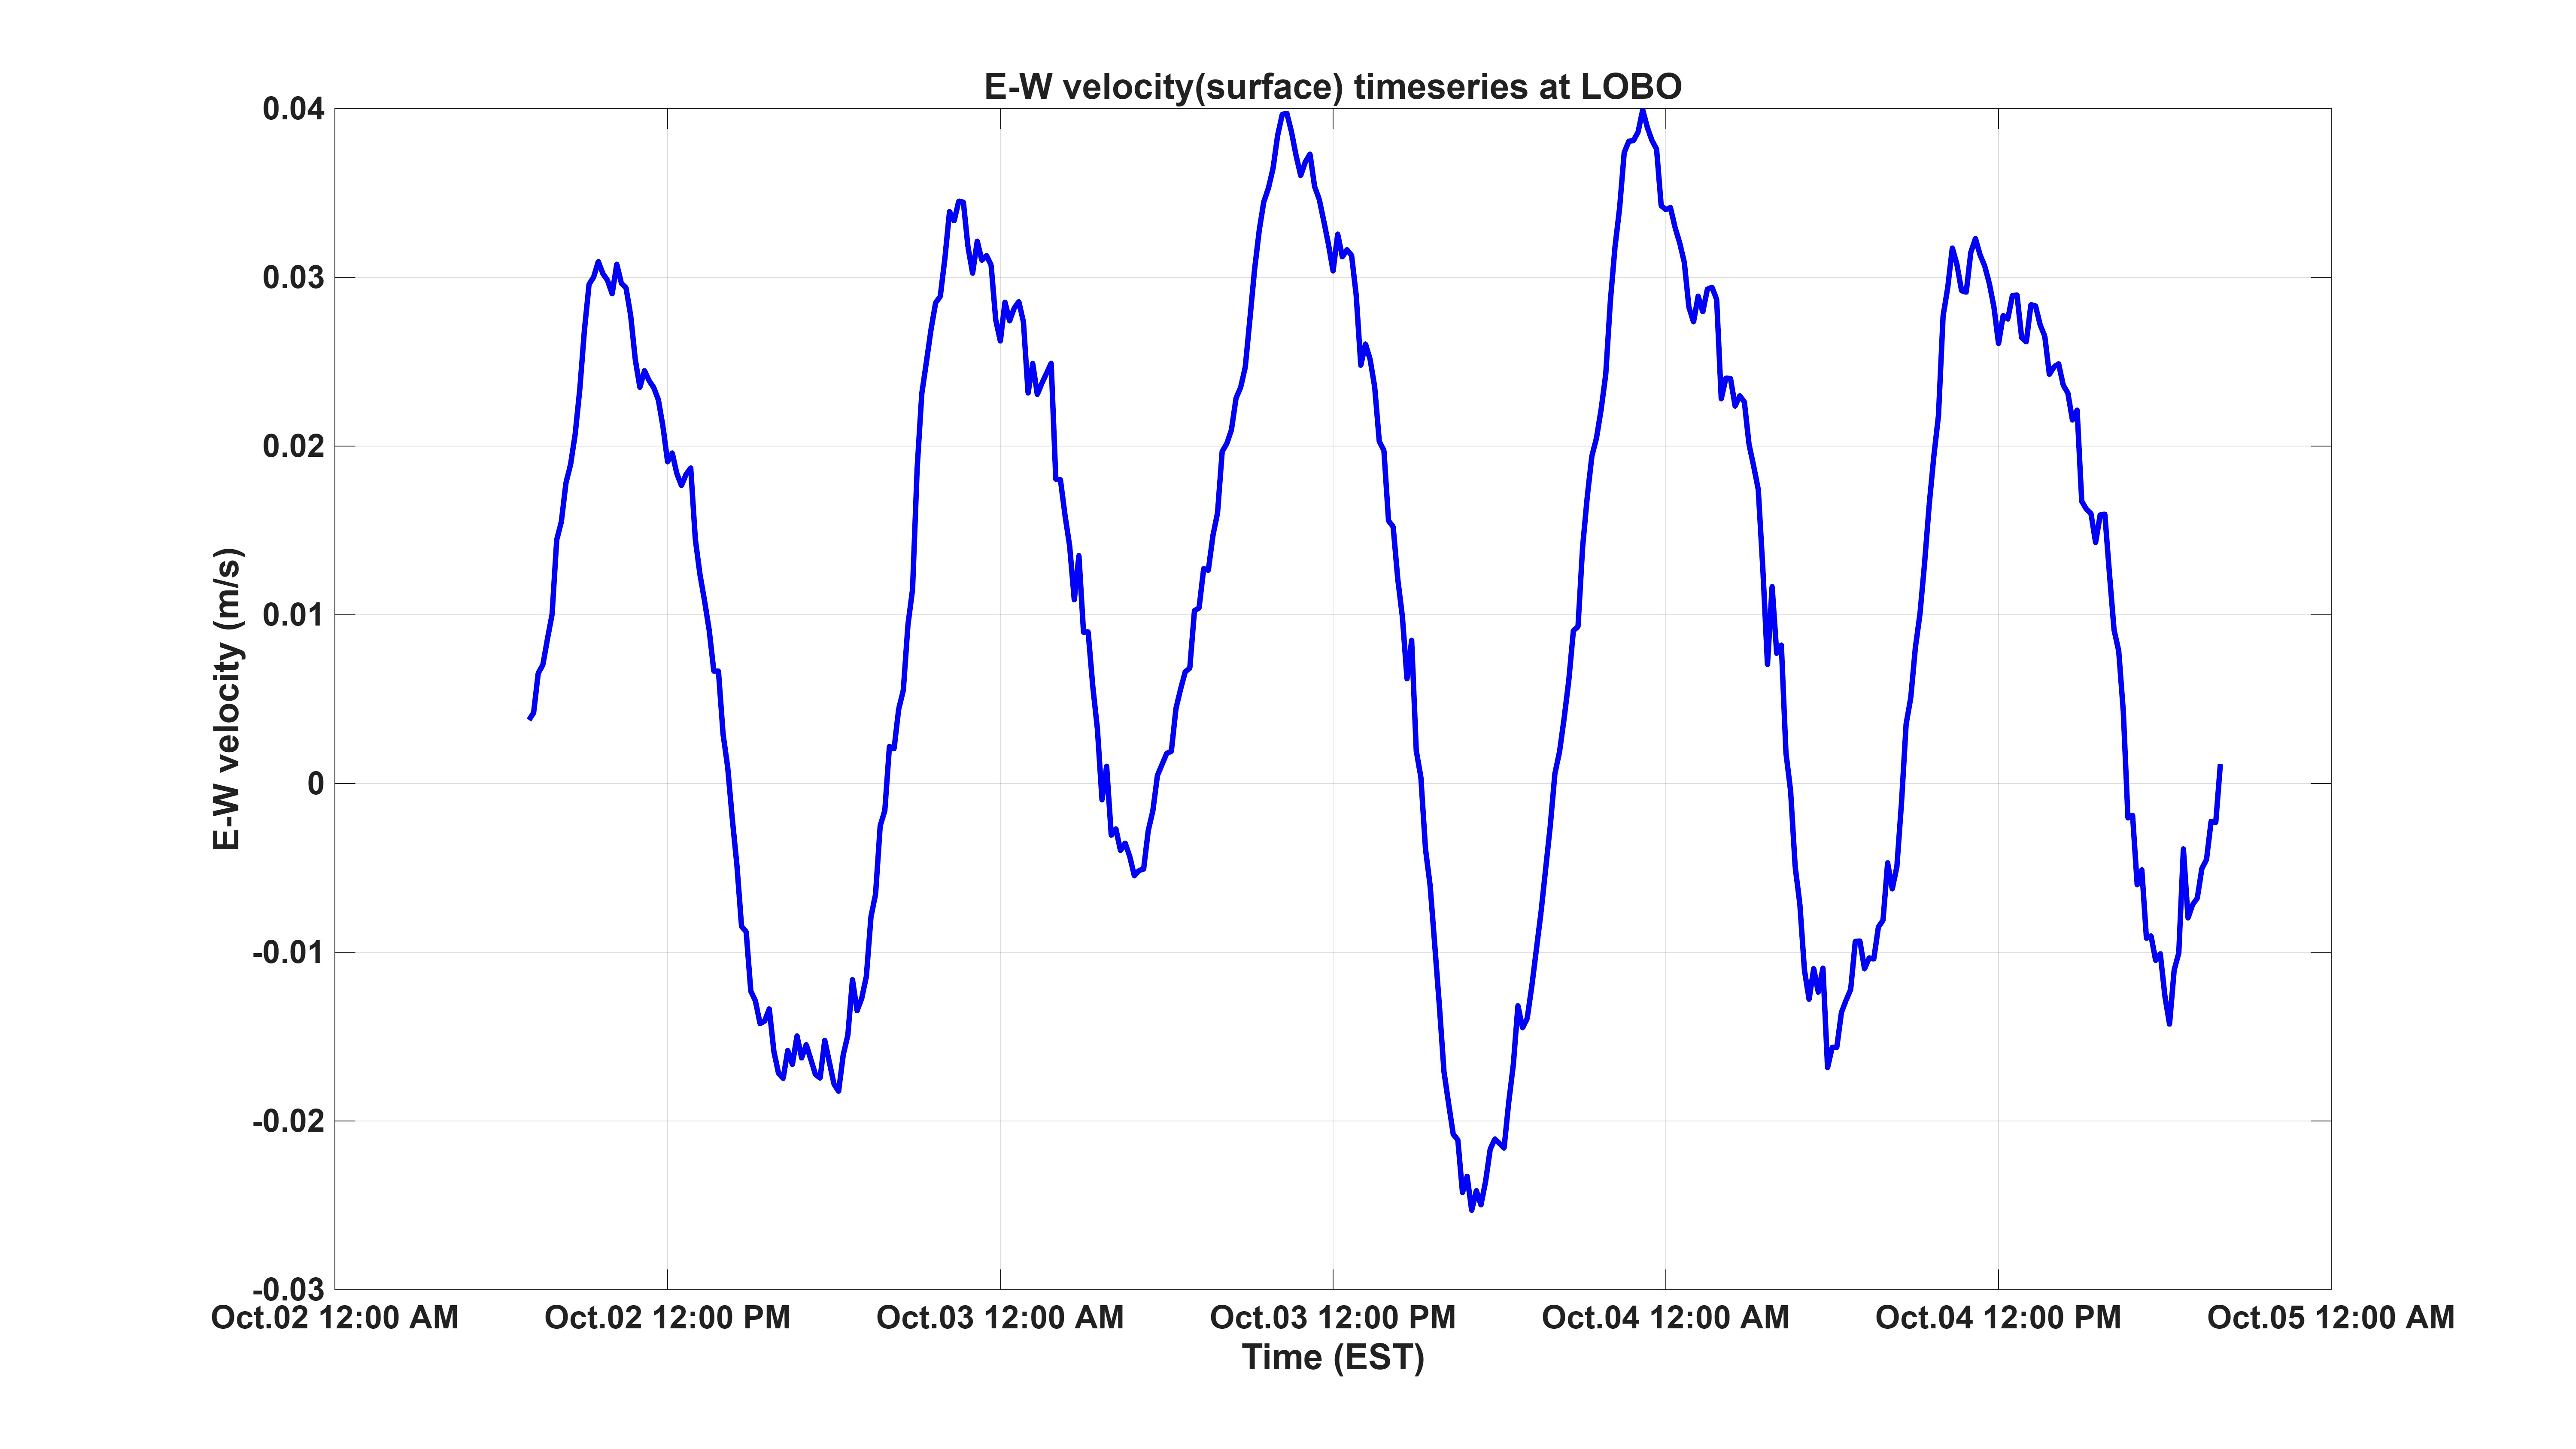 E-W velocity(surface) timeseries at LOBO
0.04
0.03
0.02
0.01
0
-0.01
-0.02
-0.03
E-W velocity (m/s)
Oct.02 12:00 AM Oct.02 12:00 PM Oct.03 12:00 AM Oct.03 12:00 PM Oct.04 12:00 AM Oct.04 12:00 PM Oct.05 12:00 AM
Time (EST)